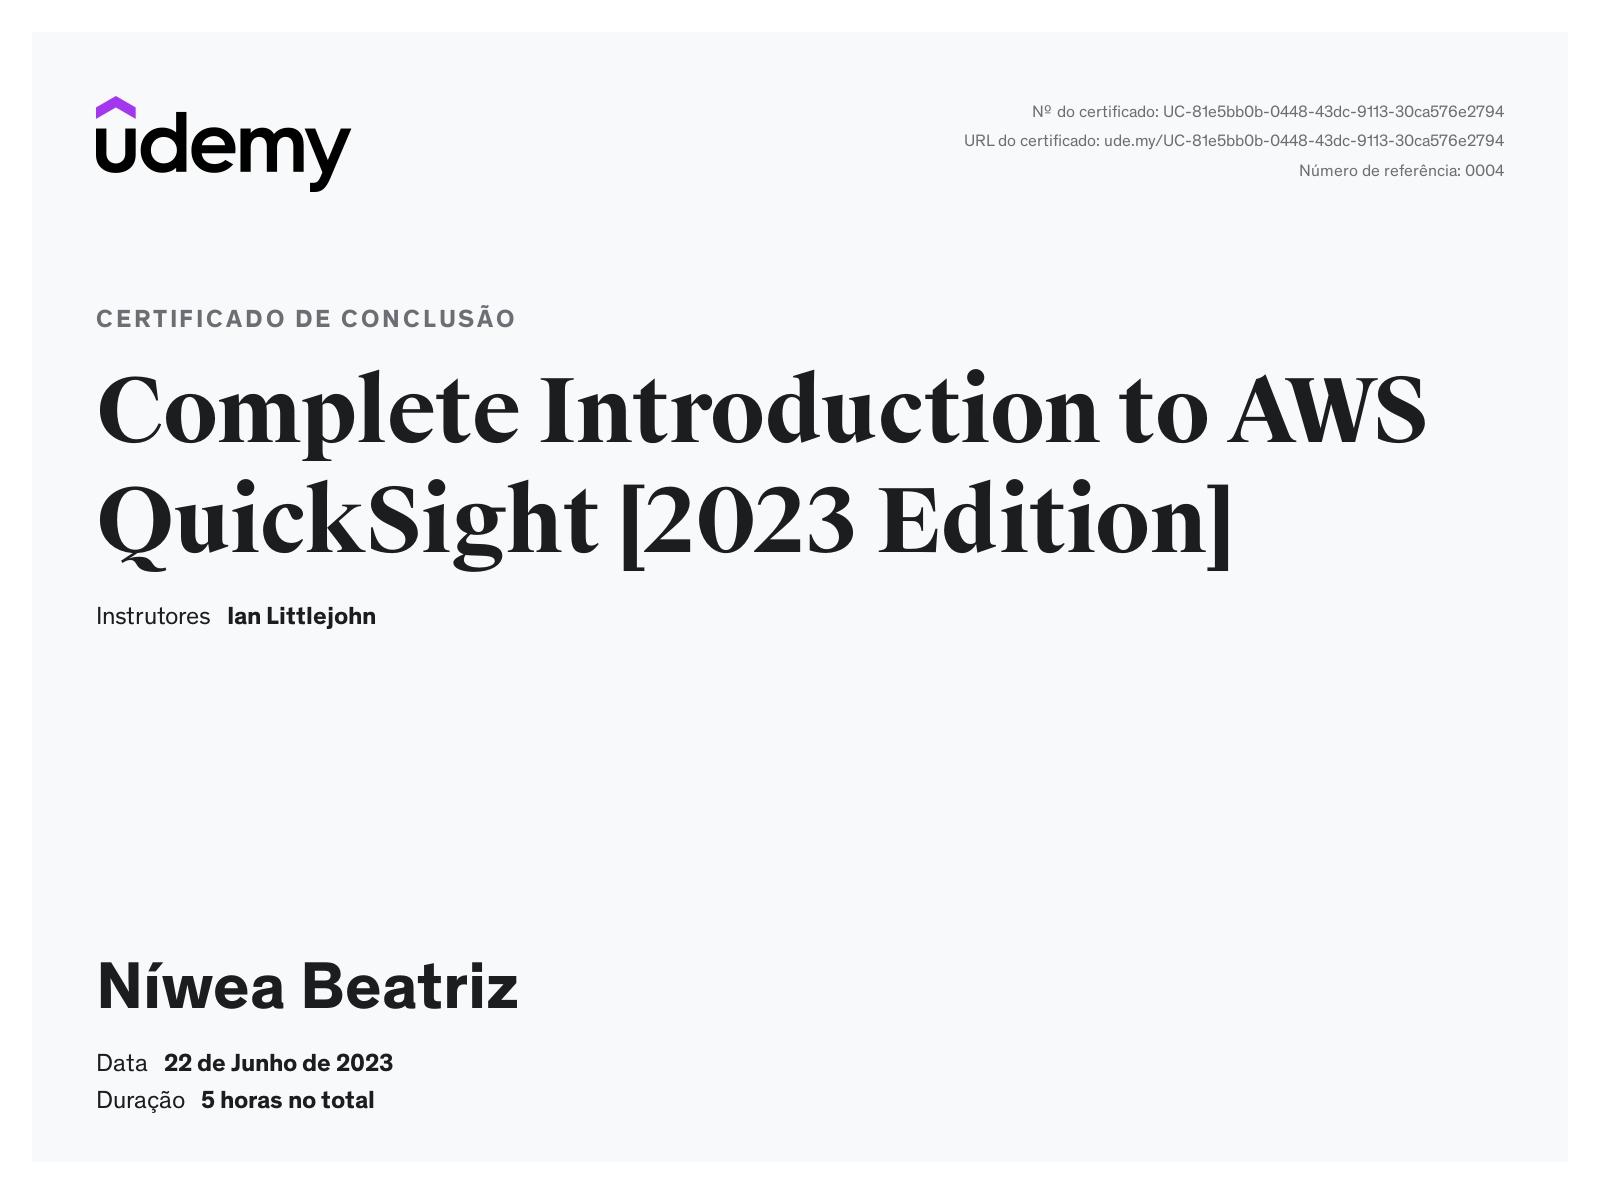 udemy
Nº do certificado: UC-81e5bb0b-0448-43dc-9113-30ca576e2794
URL do certificado: ude.my/UC-81e5bb0b-0448-43dc-9113-30ca576e2794
Número de referência: 0004
CERTIFICADO DE CONCLUSÃO
Complete Introduction to AWS
QuickSight [2023 Edition]
Instrutores Ian Littlejohn
Níwea Beatriz
Data 22 de Junho de 2023
Duração 5 horas no total